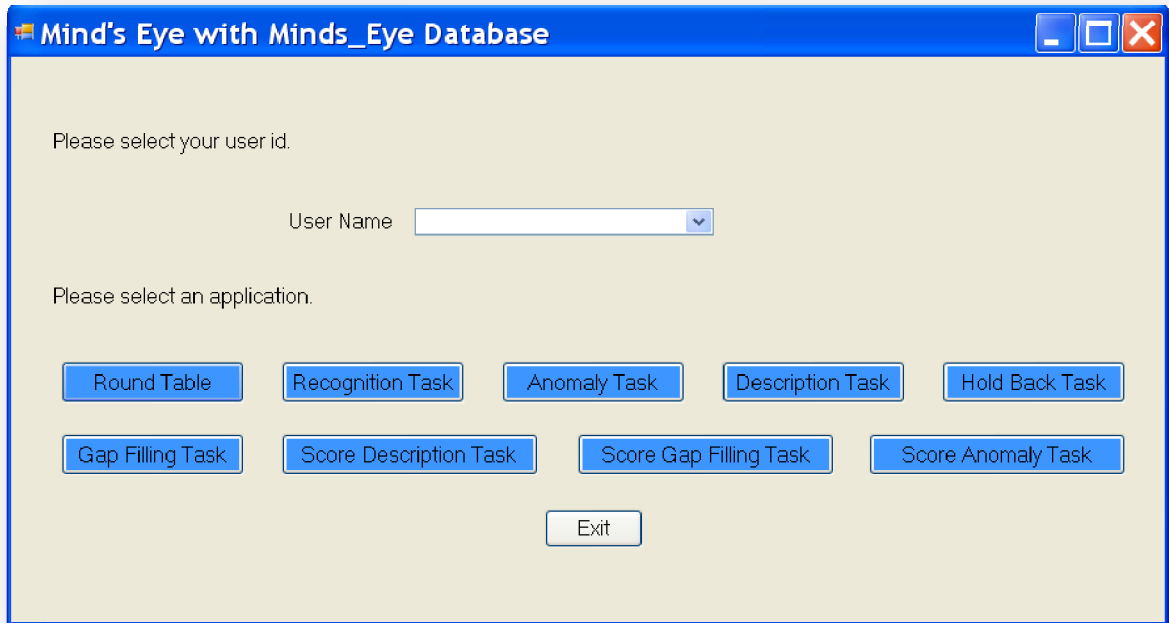 Mind's Eye with Minds_Eye Database
Please select your user id.
User Name
Please select an application.
Round Table Recognition Task Anomaly Task Description Task Hold Back Task
Gap Filling Task Score Description Task Score Gap Filling Task Score Anomaly Task
Exit